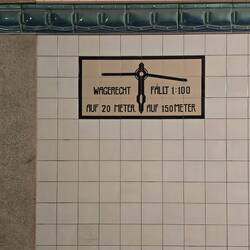 WAGERECHT FÄLLT 1:100
AUF 20 METER. AUF 150 METER